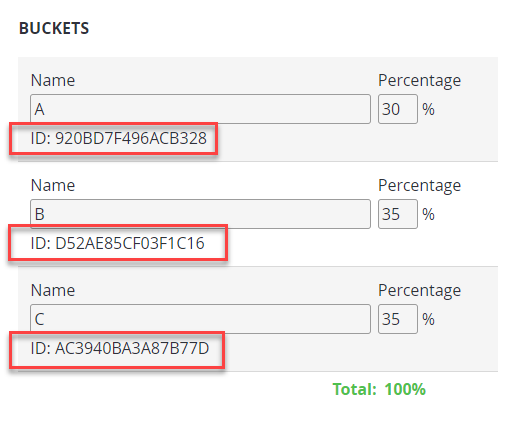 BUCKETS
Name Percentage
A 30 %
ID: 920BD7F496ACB328
Name Percentage
B 35 %
ID: D52AE85CF03F1C16
Name Percentage
C 35 %
ID: AC3940BA3A87B77D
Total: 100%